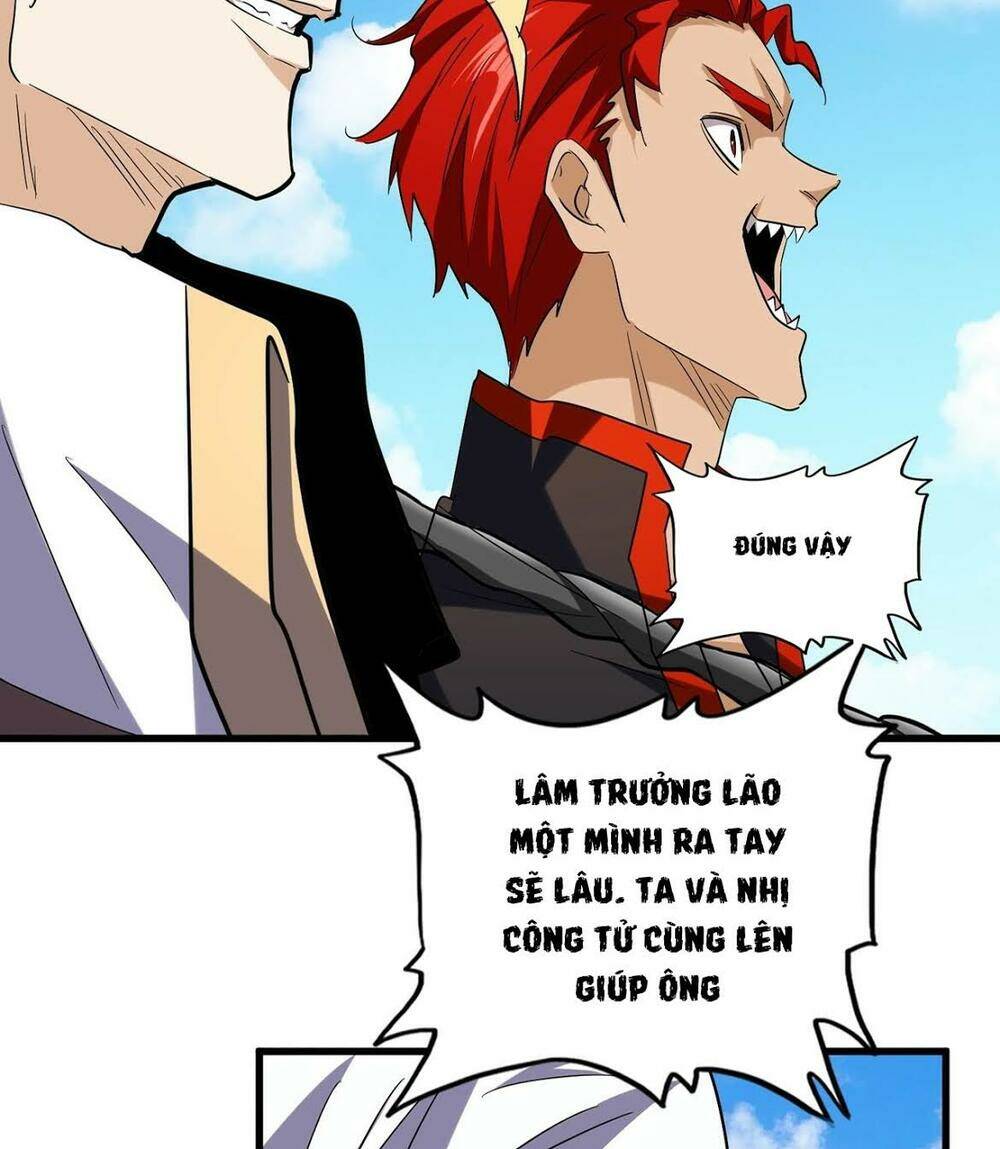 ĐÚNG VẬY
LÂM TRƯỞNG LÃO
MỘT MÌNH RA TAY
SẼ LÂU. TA VÀ NHỊ
CÔNG TỬ CÙNG LÊN
GIÚP ÔNG